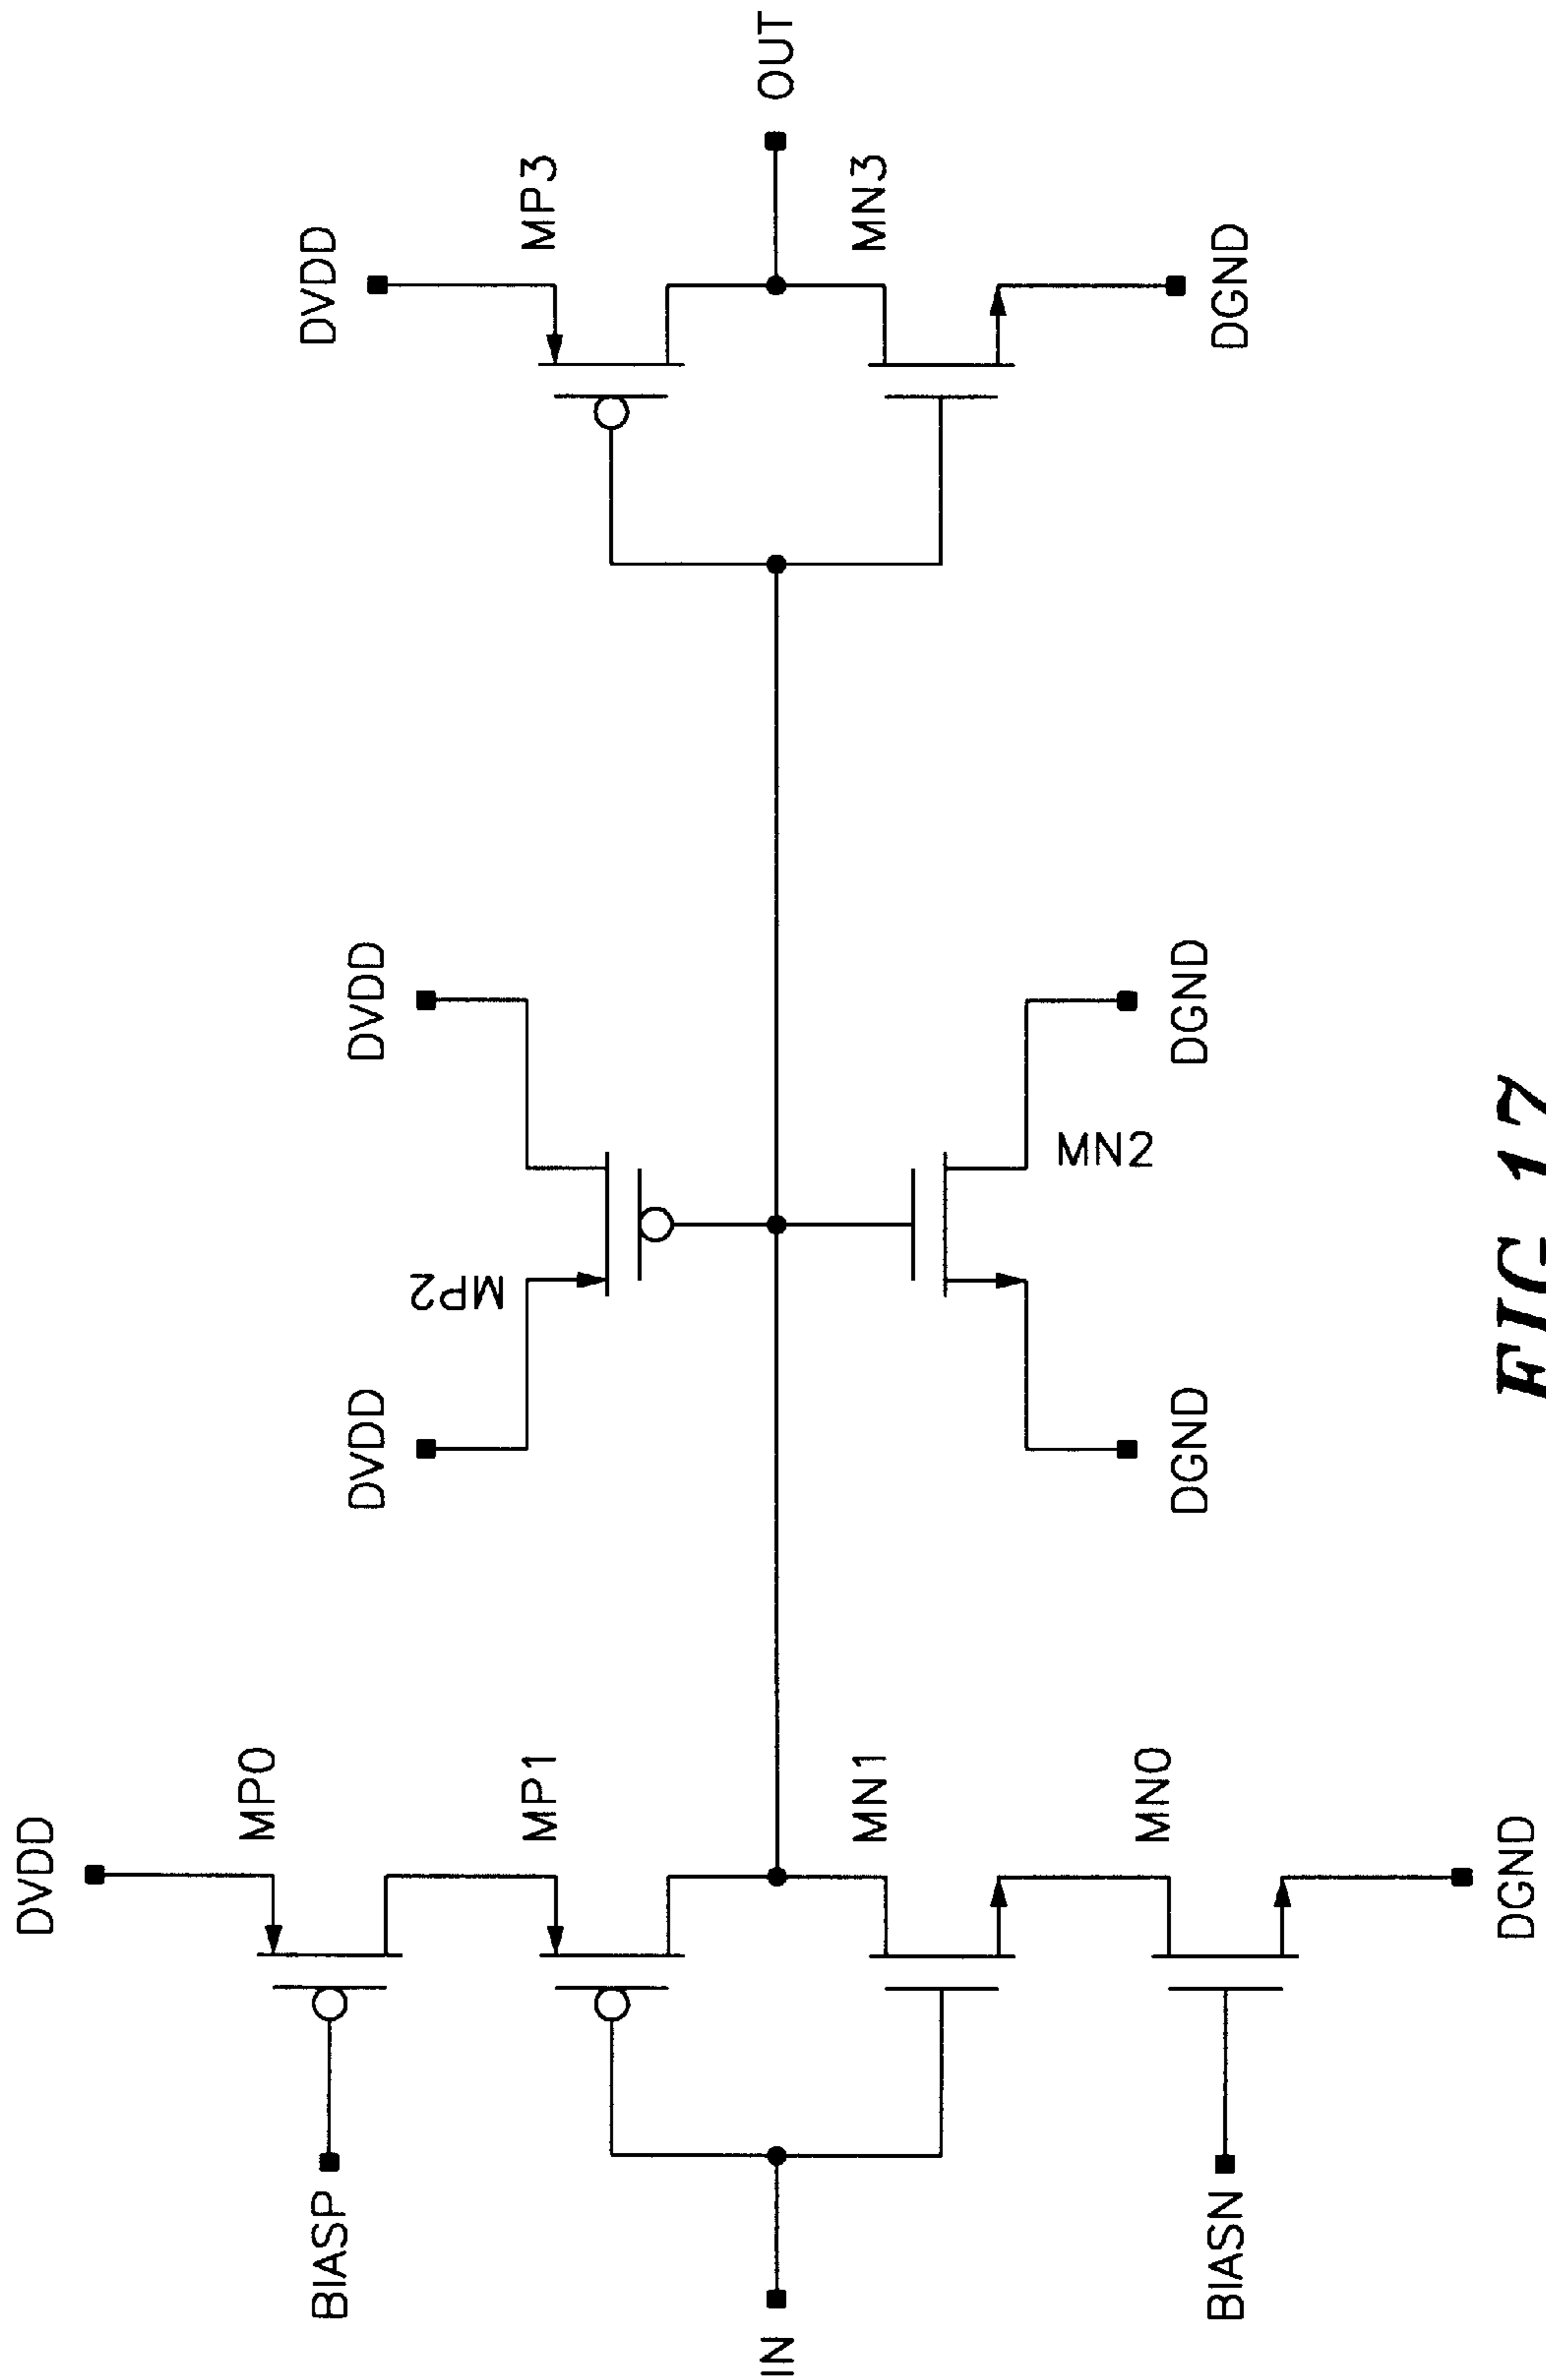 DVDD
MP0
BIASP
MP1
IN
MN1
MN0
BIASN
DGND
DVDD
DVDD
MP2
MN2
DGND
DGND
DVDD
MP3
OUT
MN3
DGND
FIG. 17